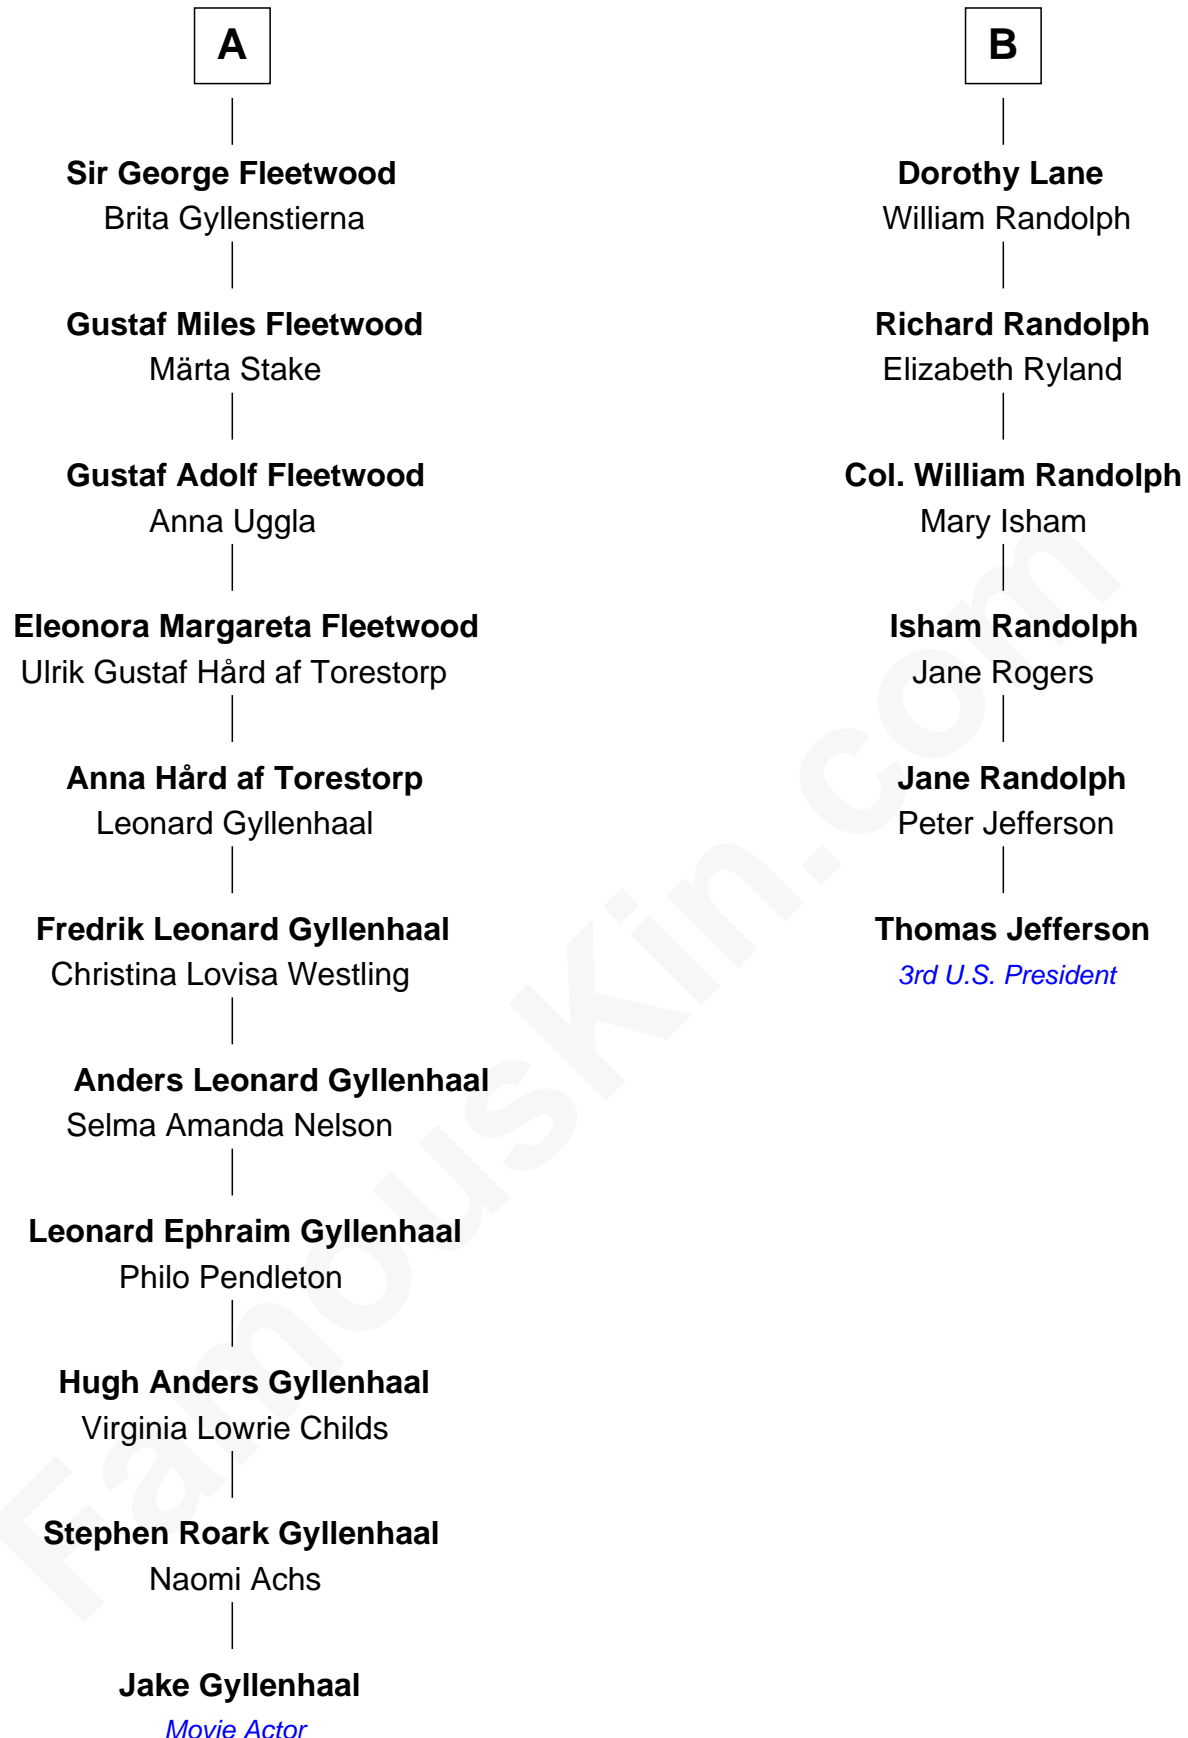 A
Sir George Fleetwood
Brita Gyllenstierna
Gustaf Miles Fleetwood
Märta Stake
Gustaf Adolf Fleetwood
Anna Uggla
Eleonora Margareta Fleetwood
Ulrik Gustaf Hård af Torestorp
Anna Hård af Torestorp
Leonard Gyllenhaal
Fredrik Leonard Gyllenhaal
Christina Lovisa Westling
Anders Leonard Gyllenhaal
Selma Amanda Nelson
Leonard Ephraim Gyllenhaal
Philo Pendleton
Hugh Anders Gyllenhaal
Virginia Lowrie Childs
Stephen Roark Gyllenhaal
Naomi Achs
Jake Gyllenhaal
Movie Actor
B
Dorothy Lane
William Randolph
Richard Randolph
Elizabeth Ryland
Col. William Randolph
Mary Isham
Isham Randolph
Jane Rogers
Jane Randolph
Peter Jefferson
Thomas Jefferson
3rd U.S. President
FamousKin.com